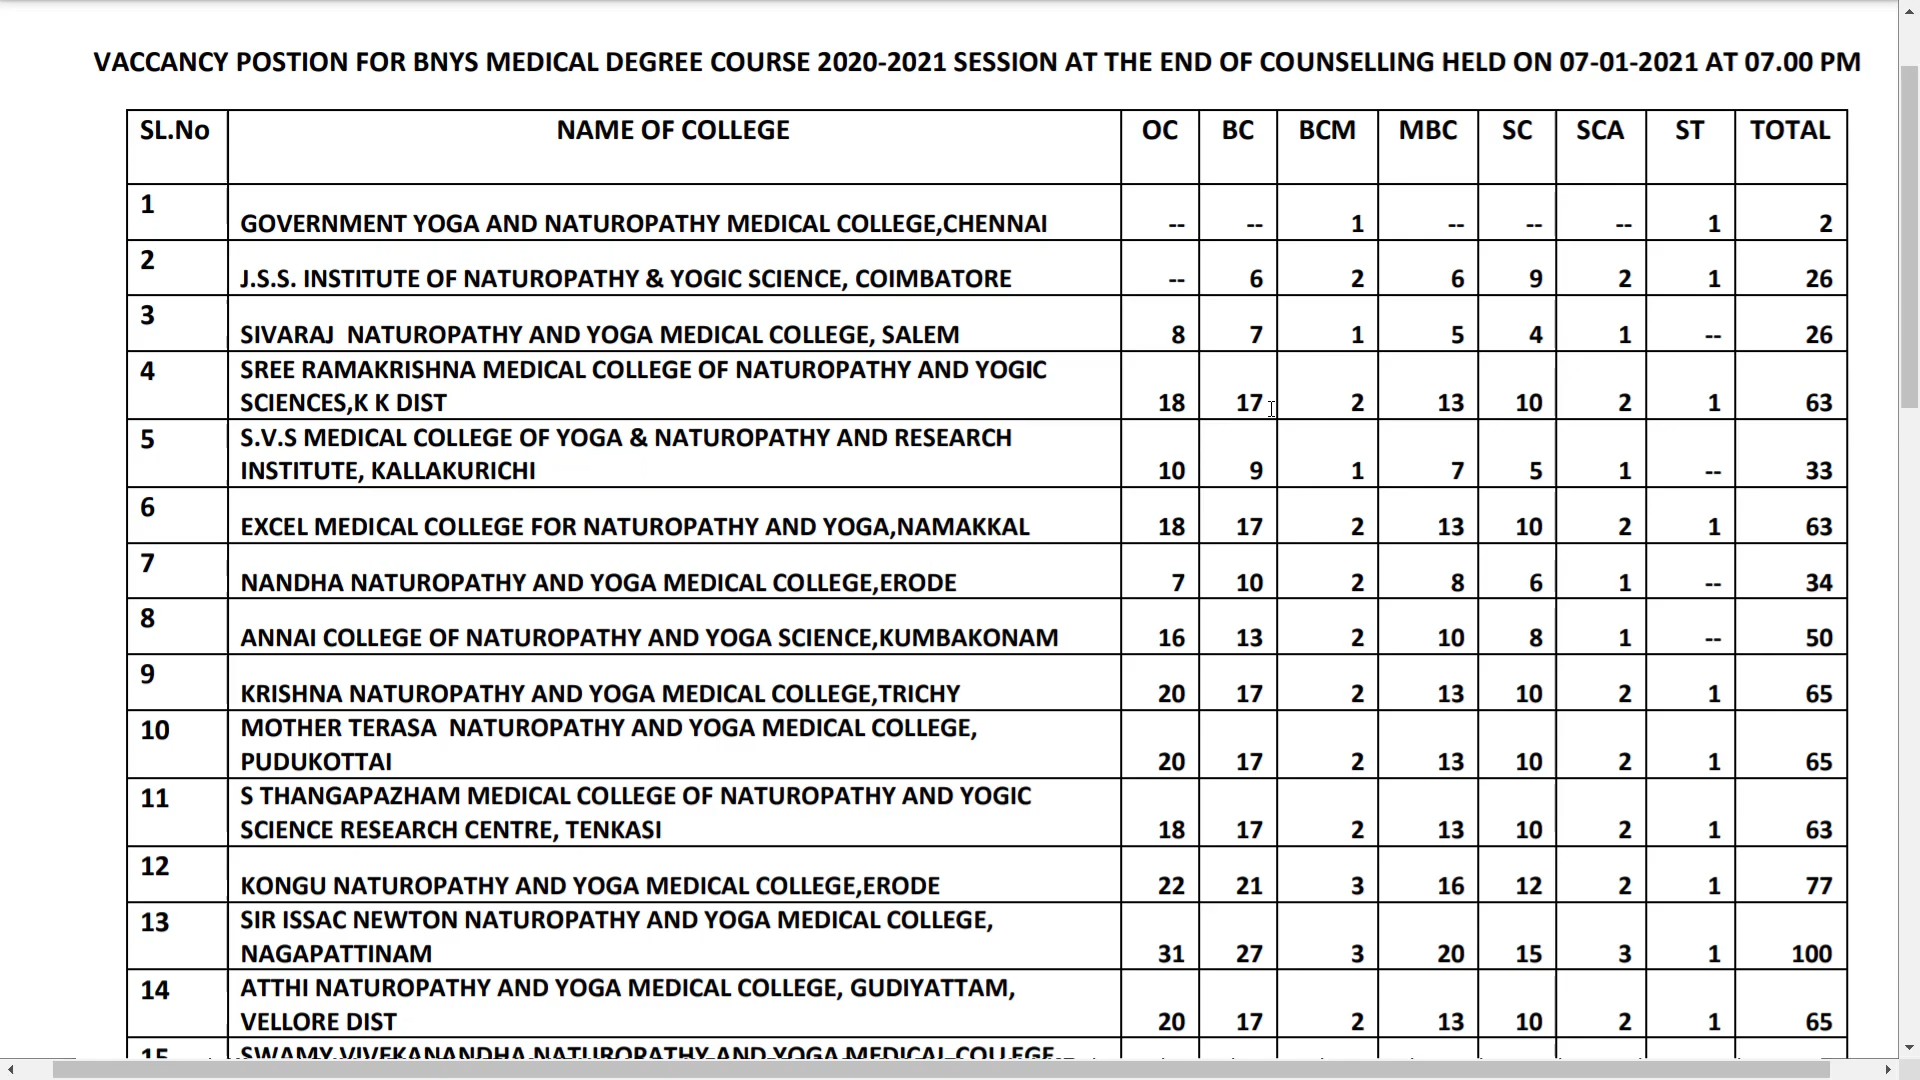 VACCANCY POSTION FOR BNYS MEDICAL DEGREE COURSE 2020-2021 SESSION AT THE END OF COUNSELLING HELD ON 07-01-2021 AT 07.00 PM
SL.No NAME OF COLLEGE OC BC BCM MBC SC SCA ST TOTAL
1 GOVERNMENT YOGA AND NATUROPATHY MEDICAL COLLEGE,CHENNAI -- -- 1 -- -- -- 1 2
2 J.S.S. INSTITUTE OF NATUROPATHY & YOGIC SCIENCE, COIMBATORE -- 6 2 6 9 2 1 26
3 SIVARAJ  NATUROPATHY AND YOGA MEDICAL COLLEGE, SALEM 8 7 1 5 4 1 -- 26
4 SREE RAMAKRISHNA MEDICAL COLLEGE OF NATUROPATHY AND YOGIC
SCIENCES,K K DIST 18 17 2 13 10 2 1 63
5 S.V.S MEDICAL COLLEGE OF YOGA & NATUROPATHY AND RESEARCH
INSTITUTE, KALLAKURICHI 10 9 1 7 5 1 -- 33
6 EXCEL MEDICAL COLLEGE FOR NATUROPATHY AND YOGA,NAMAKKAL 18 17 2 13 10 2 1 63
7 NANDHA NATUROPATHY AND YOGA MEDICAL COLLEGE,ERODE 7 10 2 8 6 1 -- 34
8 ANNAI COLLEGE OF NATUROPATHY AND YOGA SCIENCE,KUMBAKONAM 16 13 2 10 8 1 -- 50
9 KRISHNA NATUROPATHY AND YOGA MEDICAL COLLEGE,TRICHY 20 17 2 13 10 2 1 65
10 MOTHER TERASA  NATUROPATHY AND YOGA MEDICAL COLLEGE,
PUDUKOTTAI 20 17 2 13 10 2 1 65
11 S THANGAPAZHAM MEDICAL COLLEGE OF NATUROPATHY AND YOGIC
SCIENCE RESEARCH CENTRE, TENKASI 18 17 2 13 10 2 1 63
12 KONGU NATUROPATHY AND YOGA MEDICAL COLLEGE,ERODE 22 21 3 16 12 2 1 77
13 SIR ISSAC NEWTON NATUROPATHY AND YOGA MEDICAL COLLEGE,
NAGAPATTINAM 31 27 3 20 15 3 1 100
14 ATTHI NATUROPATHY AND YOGA MEDICAL COLLEGE, GUDIYATTAM,
VELLORE DIST 20 17 2 13 10 2 1 65
15 SWAMY VIVEKANANDHA NATUROPATHY AND YOGA MEDICAL COLLEGE